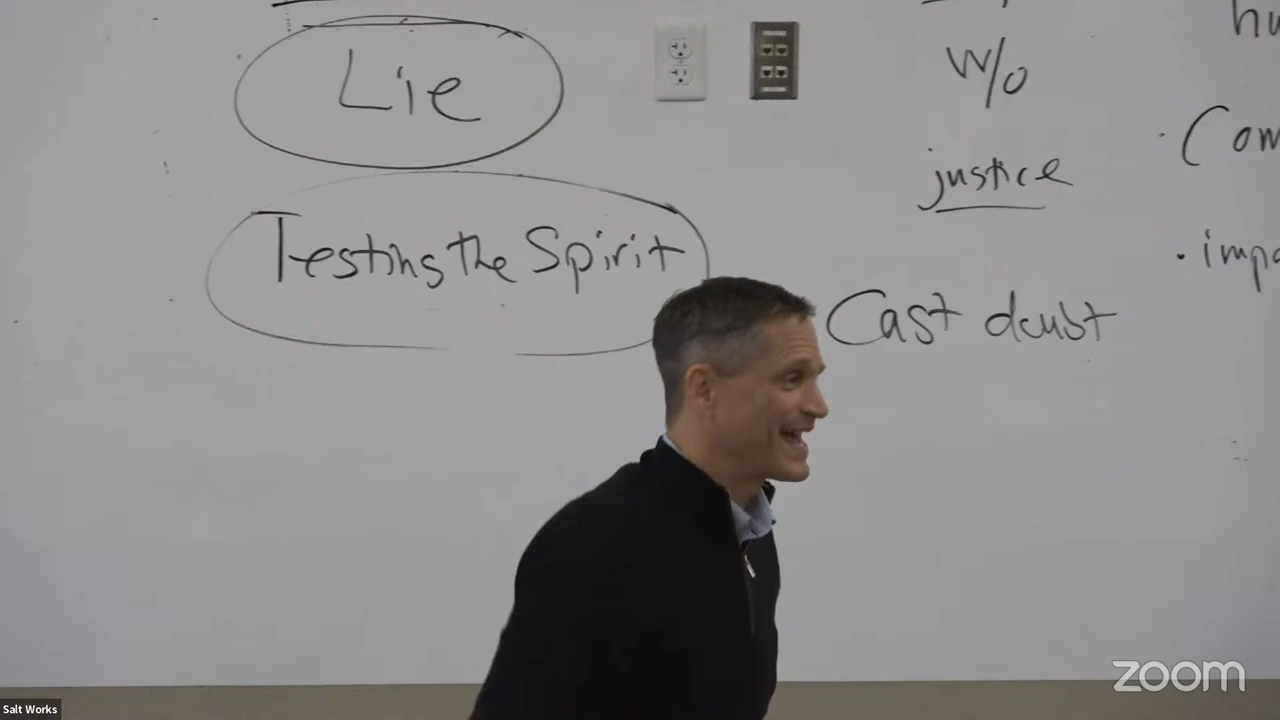 Lie
Testing the Spirit
w/o
justice
Cast doubt
zoom
Salt Works